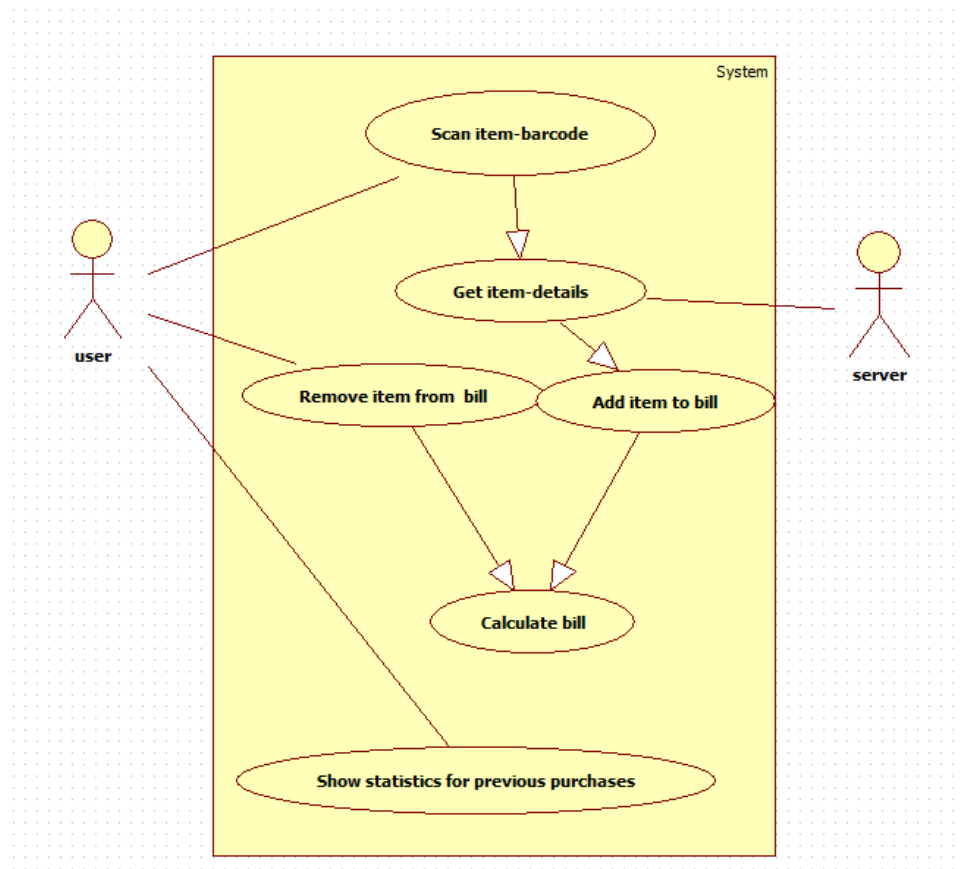 System
Scan item-barcode
Get item-details
user
server
Remove item from  bill
Add item to bill
Calculate bill
Show statistics for previous purchases